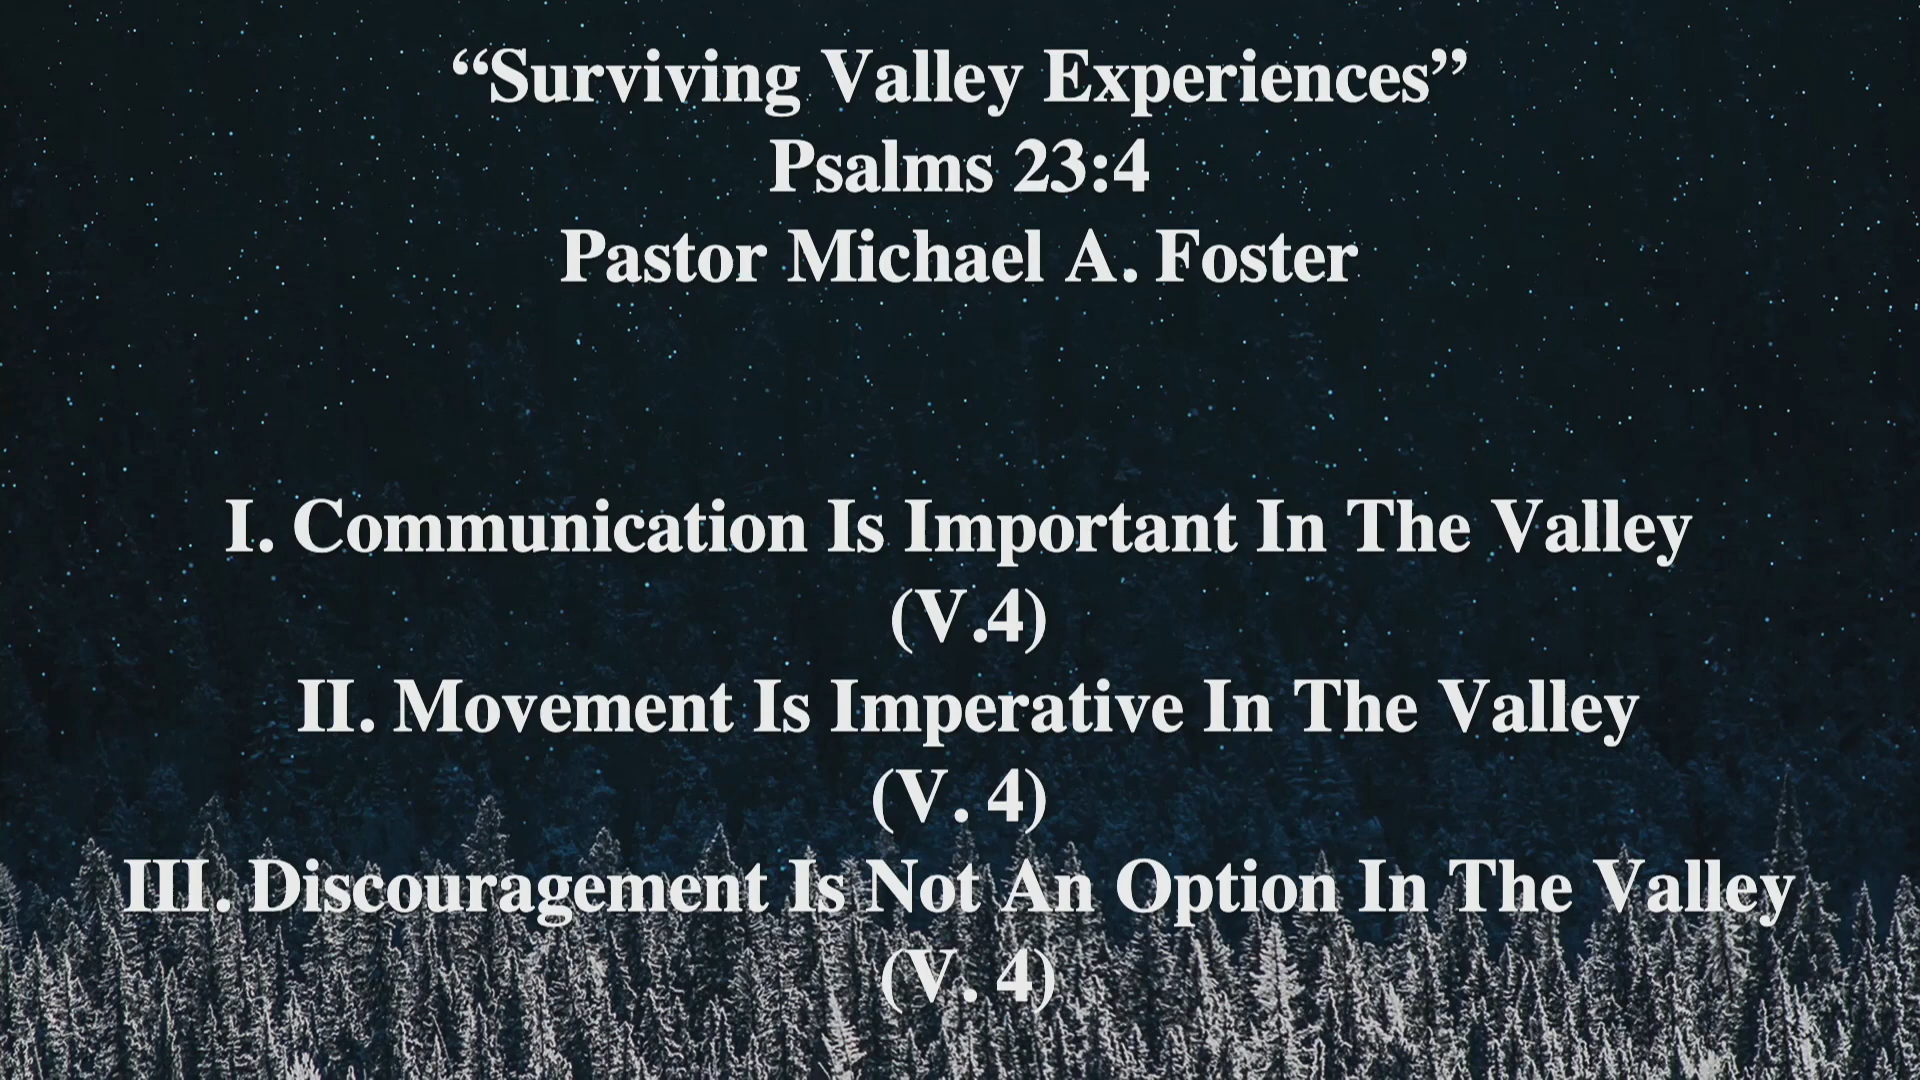 “Surviving Valley Experiences”
Psalms 23:4
Pastor Michael A. Foster
I. Communication Is Important In The Valley
(V.4)
II. Movement Is Imperative In The Valley
(V. 4)
III. Discouragement Is Not An Option In The Valley
(V. 4)